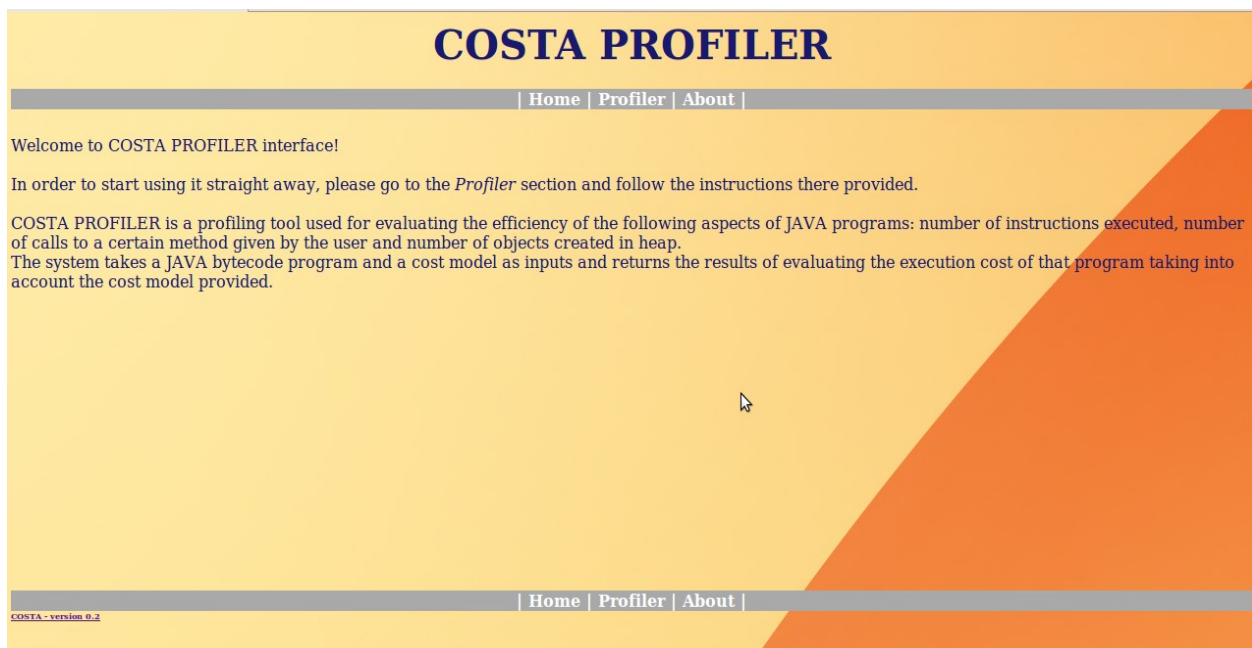 COSTA PROFILER
| Home | Profiler | About |
Welcome to COSTA PROFILER interface!
In order to start using it straight away, please go to the Profiler section and follow the instructions there provided.
COSTA PROFILER is a profiling tool used for evaluating the efficiency of the following aspects of JAVA programs: number of instructions executed, number
of calls to a certain method given by the user and number of objects created in heap.
The system takes a JAVA bytecode program and a cost model as inputs and returns the results of evaluating the execution cost of that program taking into
account the cost model provided.
| Home | Profiler | About |
COSTA - version 0.2